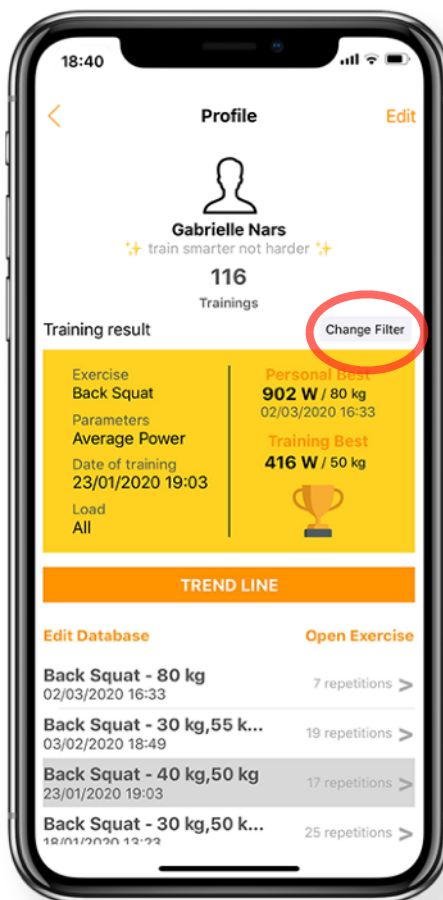 18:40
Profile
Edit
Gabrielle Nars
✨ train smarter not harder ✨
116
Trainings
Training result
Change Filter
Exercise
Back Squat
Parameters
Average Power
Date of training
23/01/2020 19:03
Load
All
Personal Best
902 W / 80 kg
02/03/2020 16:33
Training Best
416 W / 50 kg
TREND LINE
Edit Database
Open Exercise
Back Squat - 80 kg
02/03/2020 16:33
7 repetitions >
Back Squat - 30 kg,55 k...
03/02/2020 18:49
19 repetitions >
Back Squat - 40 kg,50 kg
23/01/2020 19:03
17 repetitions >
Back Squat - 30 kg,50 k...
18/01/2020 13:23
25 repetitions >